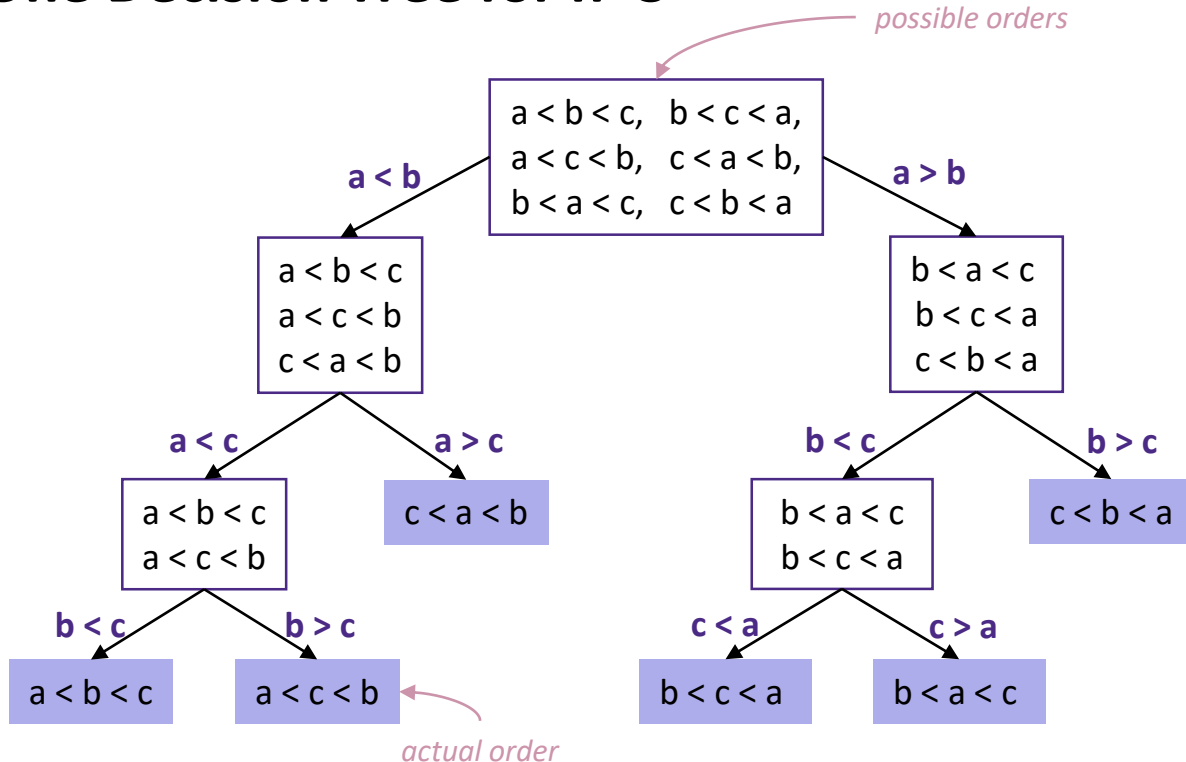 possible orders
a < b < c, b < c < a,
a < c < b, c < a < b,
b < a < c, c < b < a
a < b
a > b
a < b < c
a < c < b
c < a < b
b < a < c
b < c < a
c < b < a
a < c
a > c
b < c
b > c
a < b < c
a < c < b
c < a < b
b < a < c
b < c < a
c < b < a
b < c
b > c
c < a
c > a
a < b < c
a < c < b
b < c < a
b < a < c
actual order